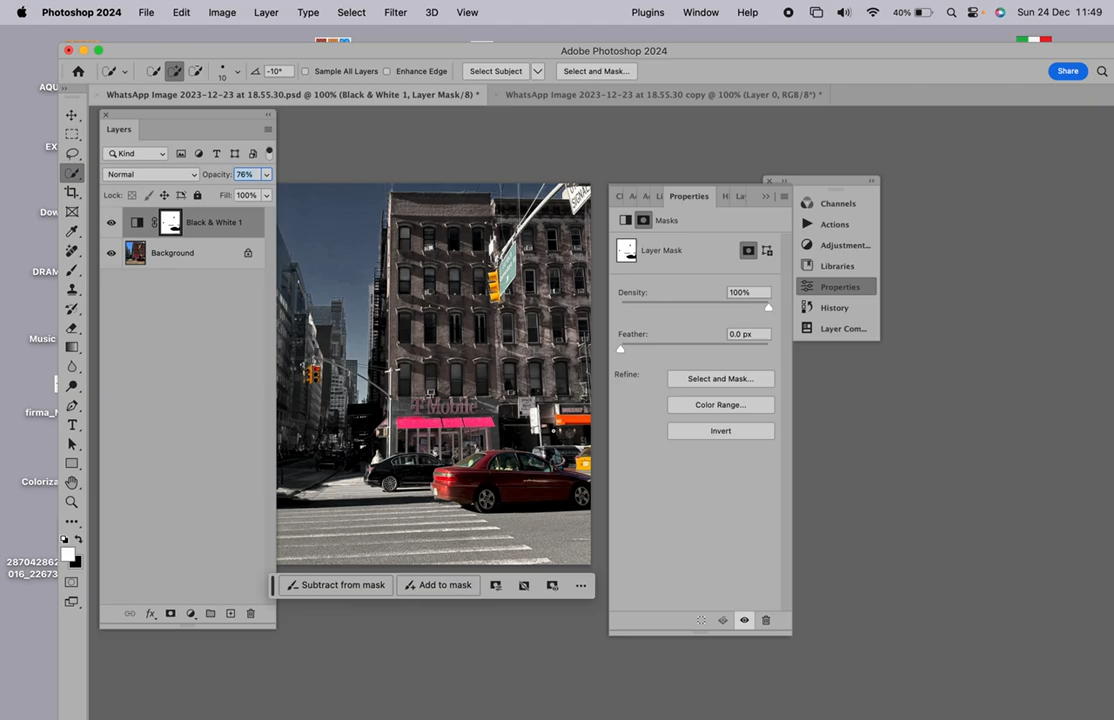 Photoshop 2024 File Edit Image Layer Type Select Filter 3D View Plugins Window Help 40% Sun 24 Dec 11:49
Adobe Photoshop 2024
10 -10° Sample All Layers Enhance Edge Select Subject Select and Mask... Share
WhatsApp Image 2023-12-23 at 18.55.30.psd @ 100% (Black & White 1, Layer Mask/8) * WhatsApp Image 2023-12-23 at 18.55.30 copy @ 100% (Layer 0, RGB/8*) *
AQU
EX
Dow
DRAM
Music
firma_N
Coloriza
287042862
016_22673
Layers
Kind
Normal Opacity: 76%
Lock: Fill: 100%
Black & White 1
Background
SIGNAL
T Mobile
Subtract from mask Add to mask
Properties
Masks
Layer Mask
Density: 100%
Feather: 0.0 px
Refine: Select and Mask...
Color Range...
Invert
Channels
Actions
Adjustment...
Libraries
Properties
History
Layer Com...